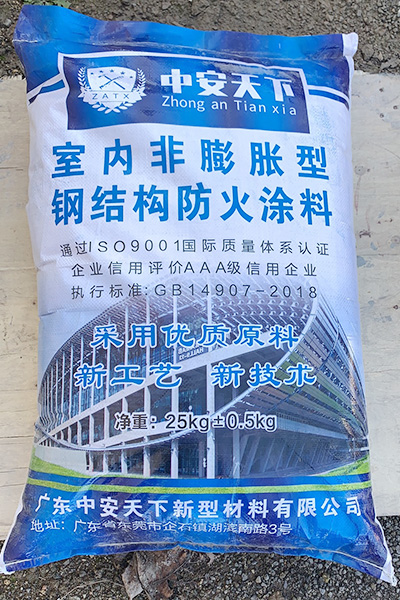 ZATX
中安天下
Zhong an Tian xia
室内非膨胀型
钢结构防火涂料
通过ISO9001国际质量体系认证
企业信用评价AAA级信用企业
执行标准:GB14907-2018
采用优质原料
新工艺 新技术
净重：25kg±0.5kg
广东中安天下新型材料有限公司
地址：广东省东莞市企石镇湖滝南路3号